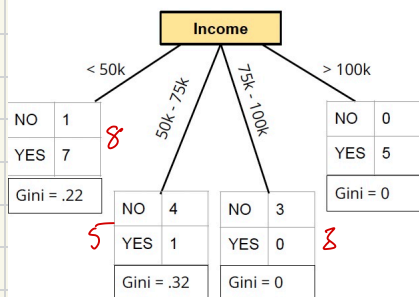 Income
< 50k
50k - 75k
75k - 100k
> 100k
NO 1
YES 7
8
Gini = .22
NO 4
YES 1
5
Gini = .32
NO 3
YES 0
3
Gini = 0
NO 0
YES 5
Gini = 0